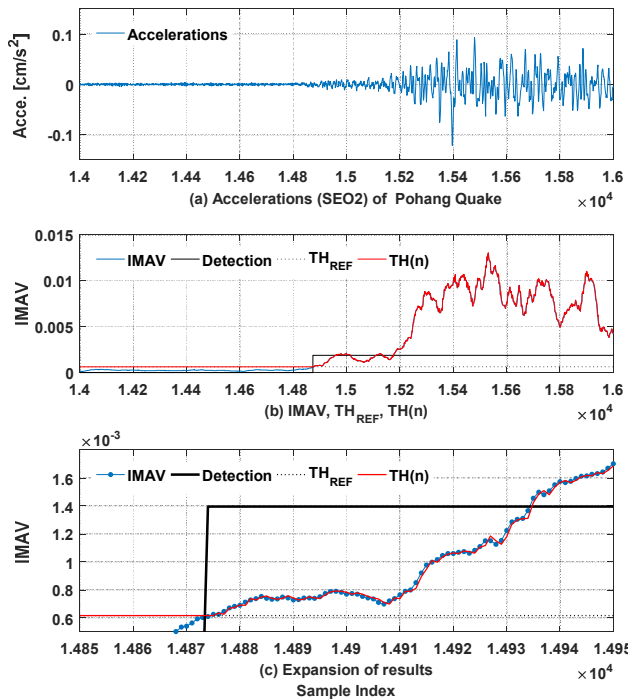 0.1
Accelerations
Acce. [cm/s²]
0
-0.1
1.4 1.42 1.44 1.46 1.48 1.5 1.52 1.54 1.56 1.58 1.6
(a) Accelerations (SEO2) of Pohang Quake
× 10⁴
0.015
IMAV Detection TH_REF TH(n)
0.01
IMAV
0.005
0
1.4 1.42 1.44 1.46 1.48 1.5 1.52 1.54 1.56 1.58 1.6
(b) IMAV, TH_REF, TH(n)
× 10⁴
× 10⁻³
1.6
IMAV Detection TH_REF TH(n)
1.4
1.2
IMAV
1
0.8
0.6
1.485 1.486 1.487 1.488 1.489 1.49 1.491 1.492 1.493 1.494 1.495
(c) Expansion of results
× 10⁴
Sample Index